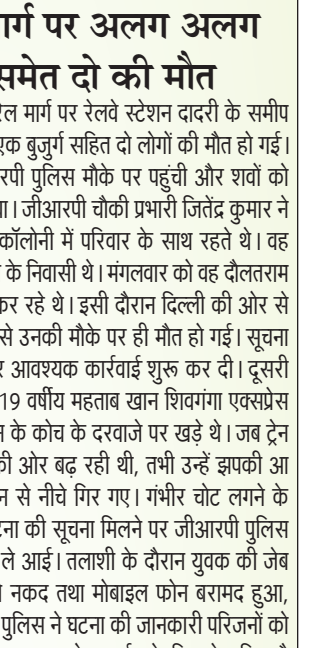 मार्ग पर अलग अलग
समेत दो की मौत
रेल मार्ग पर रेलवे स्टेशन दादरी के समीप
एक बुजुर्ग सहित दो लोगों की मौत हो गई।
पुलिस मौके पर पहुंची और शवों को
जीआरपी चौकी प्रभारी जितेंद्र कुमार ने
कॉलोनी में परिवार के साथ रहते थे। वह
के निवासी थे। मंगलवार को वह दौलतराम
कर रहे थे। इसी दौरान दिल्ली की ओर से
से उनकी मौके पर ही मौत हो गई। सूचना
आवश्यक कार्रवाई शुरू कर दी। दूसरी
19 वर्षीय महताब खान शिवगंगा एक्सप्रेस
के कोच के दरवाजे पर खड़े थे। जब ट्रेन
की ओर बढ़ रही थी, तभी उन्हें झपकी आ
से नीचे गिर गए। गंभीर चोट लगने के
की सूचना मिलने पर जीआरपी पुलिस
ले आई। तलाशी के दौरान युवक की जेब
नकद तथा मोबाइल फोन बरामद हुआ,
पुलिस ने घटना की जानकारी परिजनों को